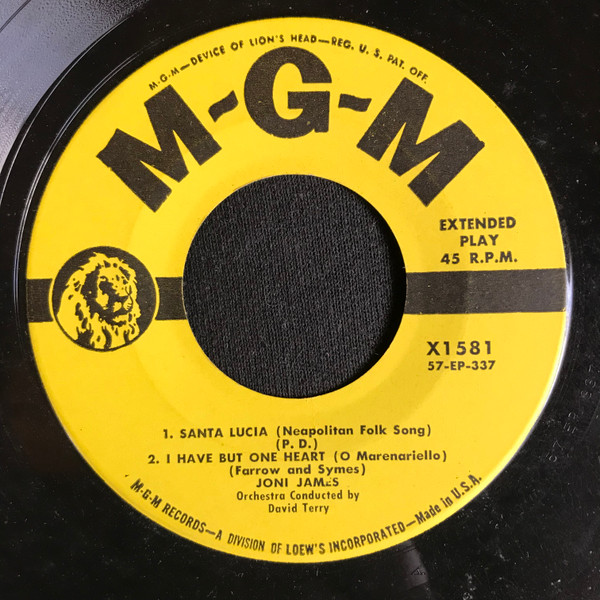 M-G-M—DEVICE OF LION'S HEAD—REG. U. S. PAT. OFF.
M-G-M
EXTENDED
PLAY
45 R.P.M.
X1581
57-EP-337
1. SANTA LUCIA (Neapolitan Folk Song)
(P. D.)
2. I HAVE BUT ONE HEART (O Marenariello)
(Farrow and Symes)
JONI JAMES
Orchestra Conducted by
David Terry
M-G-M RECORDS—A DIVISION OF LOEW'S INCORPORATED—Made in U.S.A.